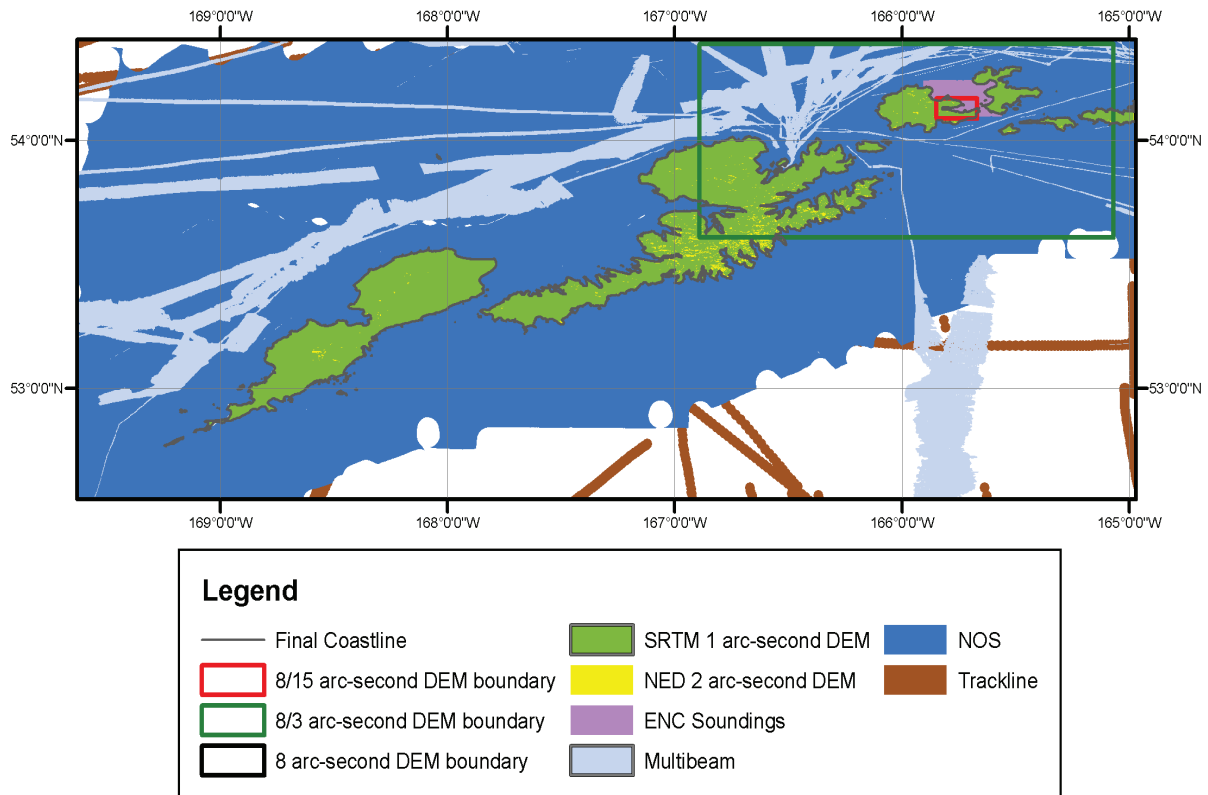 169°0'0"W 168°0'0"W 167°0'0"W 166°0'0"W 165°0'0"W
54°0'0"N 54°0'0"N
53°0'0"N 53°0'0"N
169°0'0"W 168°0'0"W 167°0'0"W 166°0'0"W 165°0'0"W
Legend
Final Coastline
8/15 arc-second DEM boundary
8/3 arc-second DEM boundary
8 arc-second DEM boundary
SRTM 1 arc-second DEM
NED 2 arc-second DEM
ENC Soundings
Multibeam
NOS
Trackline